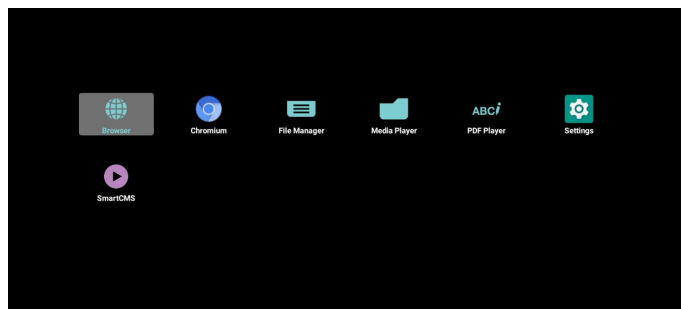 Browser
Chromium
File Manager
Media Player
ABCi
PDF Player
Settings
SmartCMS